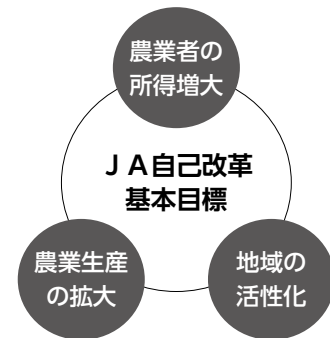 農業者の
所得増大
ＪＡ自己改革
基本目標
農業生産
の拡大
地域の
活性化